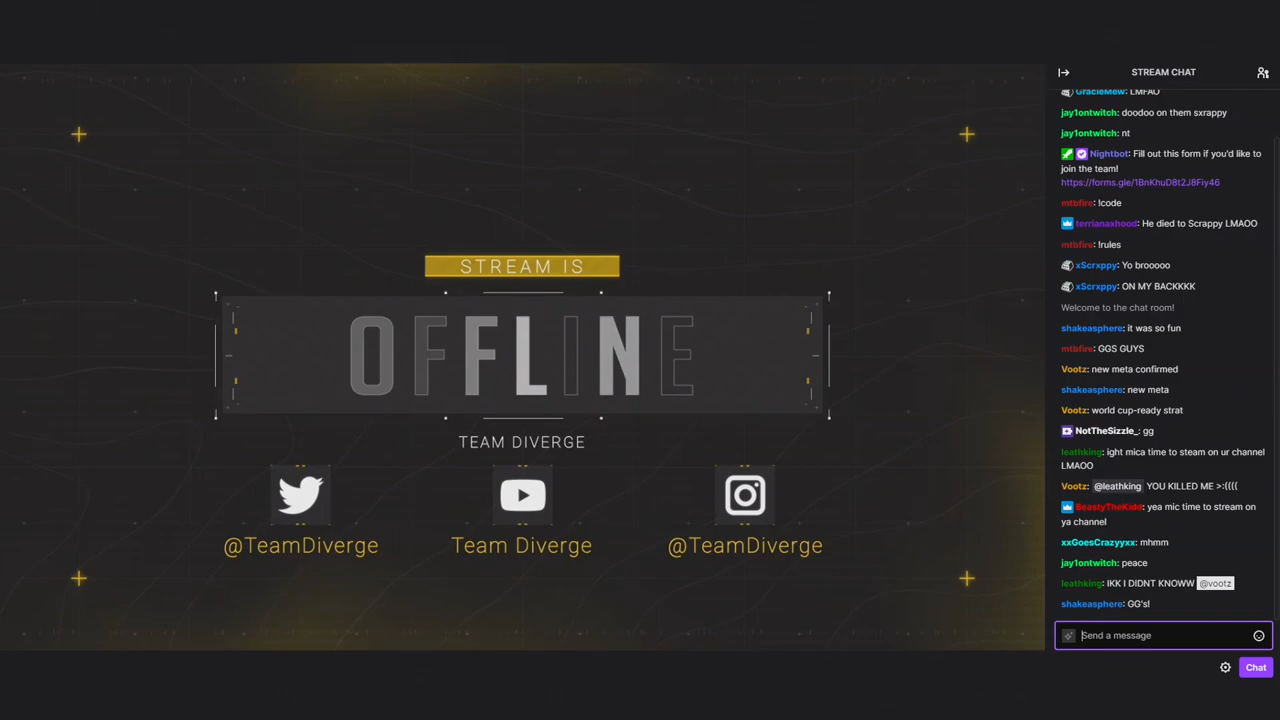 STREAM IS
OFFLINE
TEAM DIVERGE
@TeamDiverge
Team Diverge
@TeamDiverge
STREAM CHAT
GracieMew: LMFAO
jay1ontwitch: doodoo on them sxrappy
jay1ontwitch: nt
Nightbot: Fill out this form if you'd like to
join the team!
https://forms.gle/1BnKhuD8t2J8Fiy46
mtbfire: !code
terrianaxhood: He died to Scrappy LMAOO
mtbfire: !rules
xScrxppy: Yo brooooo
xScrxppy: ON MY BACKKKK
Welcome to the chat room!
shakeasphere: it was so fun
mtbfire: GGS GUYS
Vootz: new meta confirmed
shakeasphere: new meta
Vootz: world cup-ready strat
NotTheSizzle_: gg
leathking: ight mica time to steam on ur channel
LMAOO
Vootz: @leathking YOU KILLED ME >:((((
BeastyTheKidd: yea mic time to stream on
ya channel
xxGoesCrazyyxx: mhmm
jay1ontwitch: peace
leathking: IKK I DIDNT KNOWW @vootz
shakeasphere: GG's!
Send a message
Chat